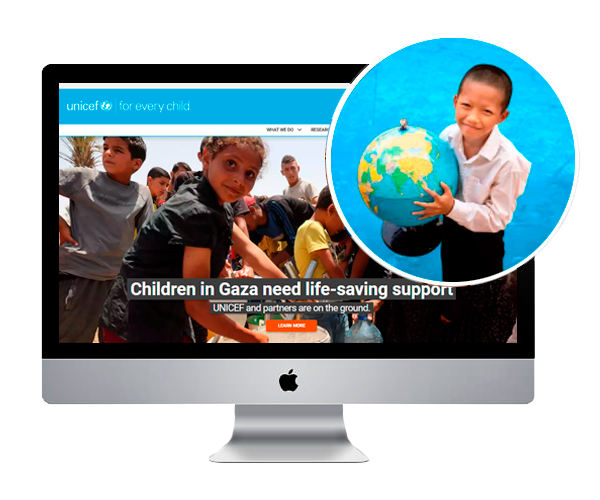 unicef for every child
WHAT WE DO RESEAR
Children in Gaza need life-saving support
UNICEF and partners are on the ground.
LEARN MORE